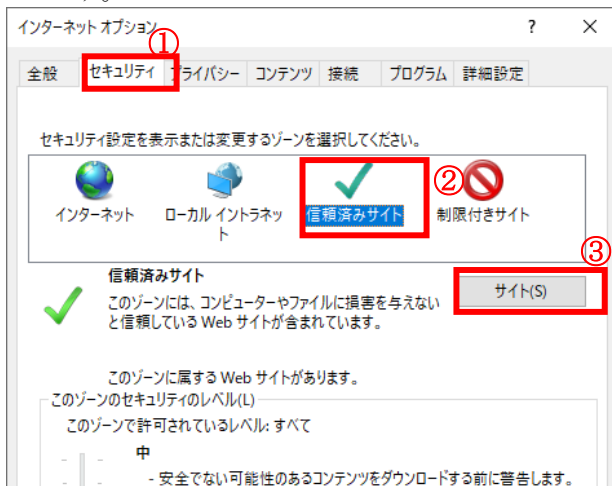 インターネット オプション ? ×
①
全般 セキュリティ プライバシー コンテンツ 接続 プログラム 詳細設定
セキュリティ設定を表示または変更するゾーンを選択してください。
②
インターネット ローカル イントラネット 信頼済みサイト 制限付きサイト
③
信頼済みサイト
サイト(S)
このゾーンには、コンピューターやファイルに損害を与えない
と信頼している Web サイトが含まれています。
このゾーンに属する Web サイトがあります。
このゾーンのセキュリティのレベル(L)
このゾーンで許可されているレベル: すべて
中
- 安全でない可能性のあるコンテンツをダウンロードする前に警告します。